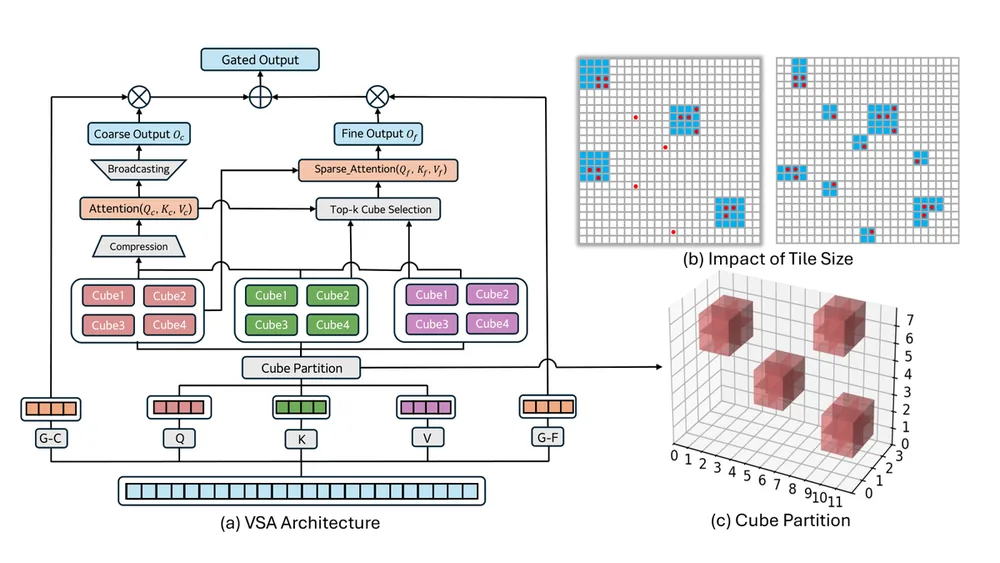 Gated Output
Coarse Output O_c
Fine Output O_f
Broadcasting
Sparse_Attention(Q_f, K_f, V_f)
Attention(Q_c, K_c, V_c)
Top-k Cube Selection
Compression
Cube1 Cube2
Cube3 Cube4
Cube1 Cube2
Cube3 Cube4
Cube1 Cube2
Cube3 Cube4
Cube Partition
G-C
Q
K
V
G-F
(a) VSA Architecture
(b) Impact of Tile Size
7
6
5
4
3
2
1
0
0 1 2 3 4 5 6 7 8 9 10 11
0 1 2 3
(c) Cube Partition